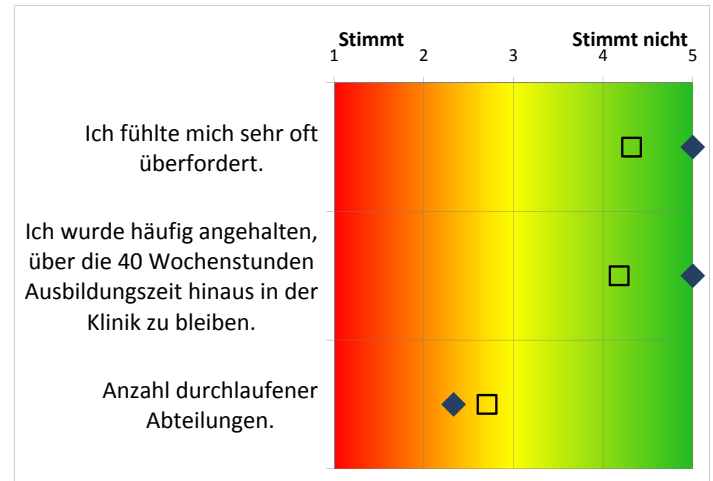 Stimmt Stimmt nicht
1 2 3 4 5
Ich fühlte mich sehr oft
überfordert.
Ich wurde häufig angehalten,
über die 40 Wochenstunden
Ausbildungszeit hinaus in der
Klinik zu bleiben.
Anzahl durchlaufener
Abteilungen.